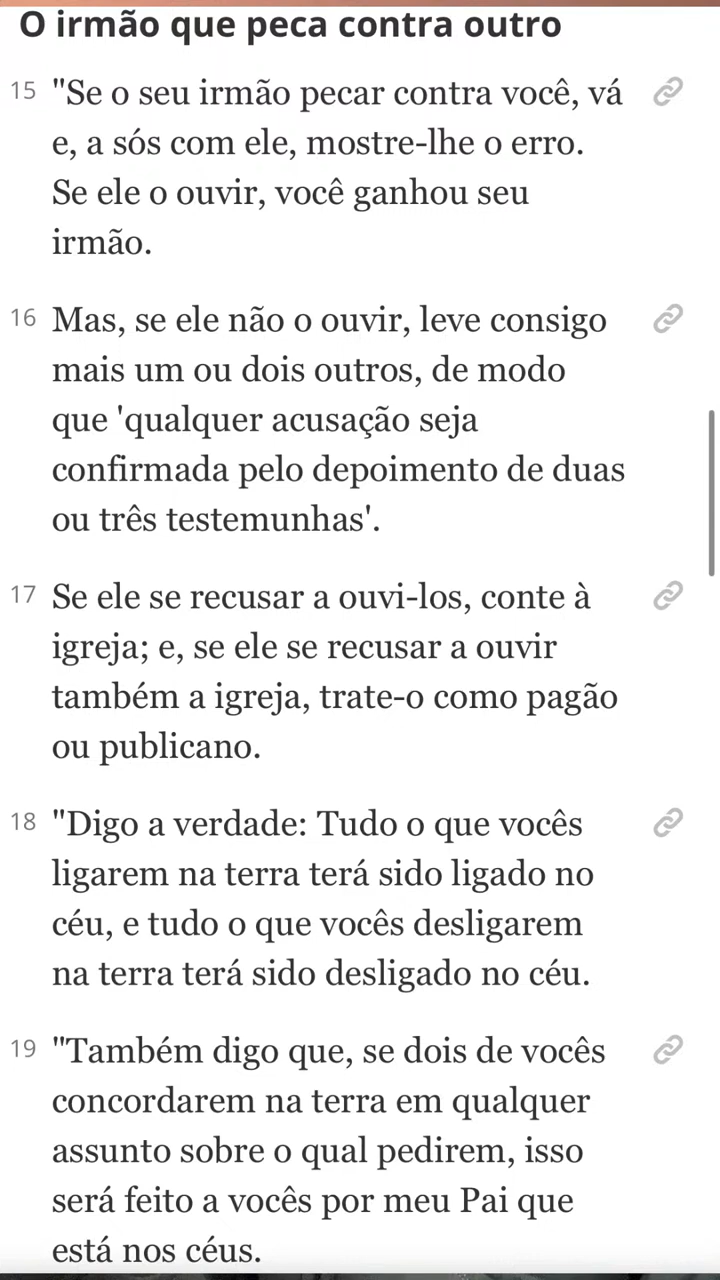 O irmão que peca contra outro
15 "Se o seu irmão pecar contra você, vá
e, a sós com ele, mostre-lhe o erro.
Se ele o ouvir, você ganhou seu
irmão.
16 Mas, se ele não o ouvir, leve consigo
mais um ou dois outros, de modo
que 'qualquer acusação seja
confirmada pelo depoimento de duas
ou três testemunhas'.
17 Se ele se recusar a ouvi-los, conte à
igreja; e, se ele se recusar a ouvir
também a igreja, trate-o como pagão
ou publicano.
18 "Digo a verdade: Tudo o que vocês
ligarem na terra terá sido ligado no
céu, e tudo o que vocês desligarem
na terra terá sido desligado no céu.
19 "Também digo que, se dois de vocês
concordarem na terra em qualquer
assunto sobre o qual pedirem, isso
será feito a vocês por meu Pai que
está nos céus.